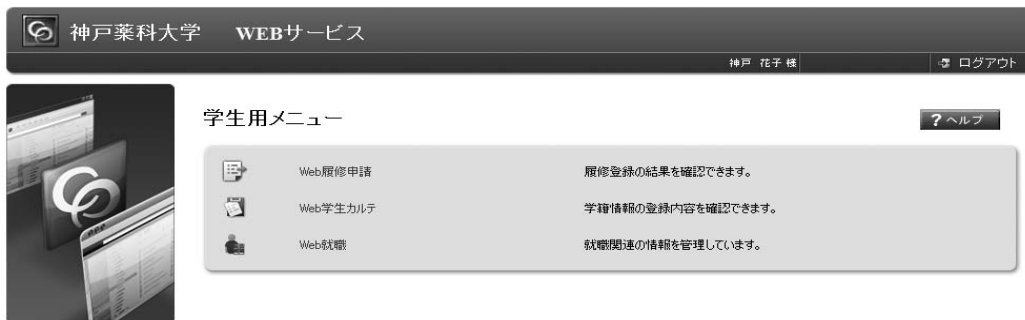 神戸薬科大学 WEBサービス
神戸 花子 様 ログアウト
学生用メニュー
?ヘルプ
Web履修申請 履修登録の結果を確認できます。
Web学生カルテ 学籍情報の登録内容を確認できます。
Web就職 就職関連の情報を管理しています。